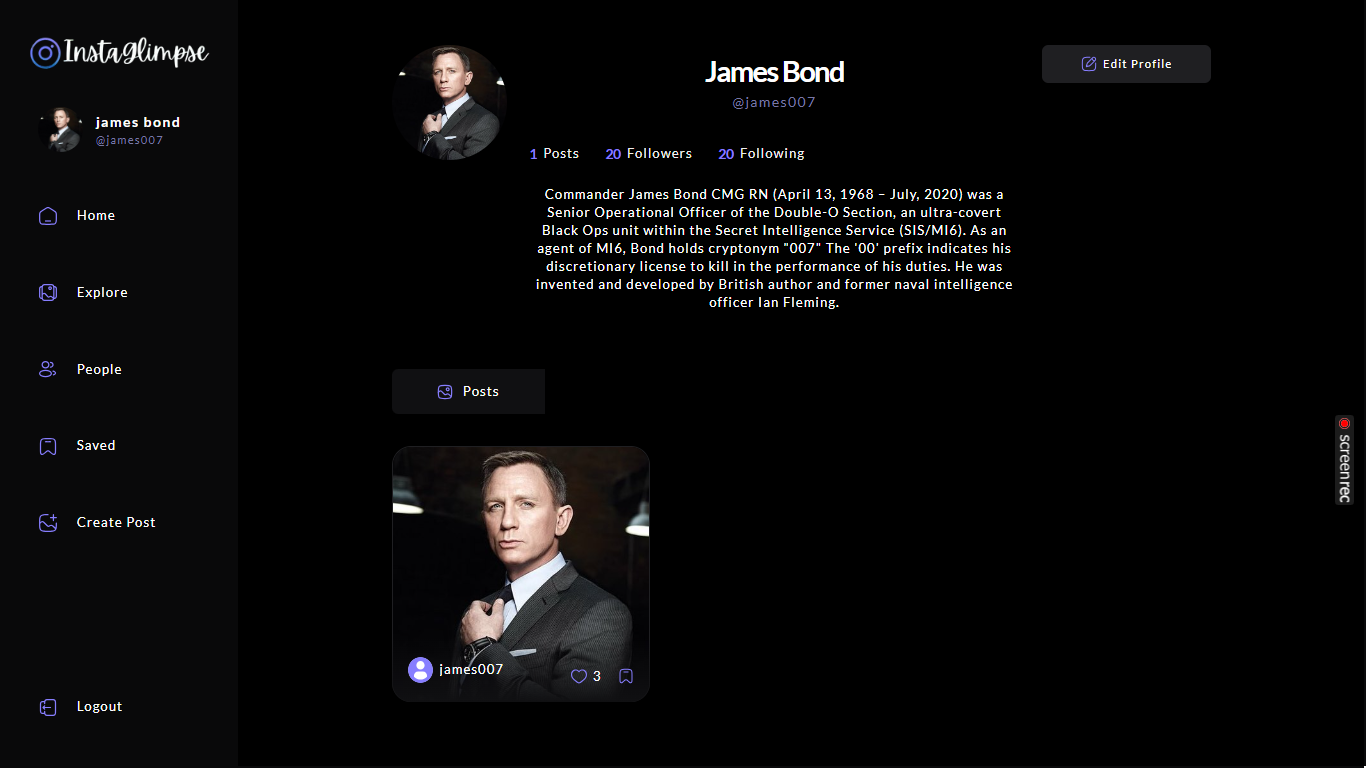 InstaGlimpse
james bond
@james007
Home
Explore
People
Saved
Create Post
Logout
James Bond
@james007
Edit Profile
1 Posts 20 Followers 20 Following
Commander James Bond CMG RN (April 13, 1968 – July, 2020) was a
Senior Operational Officer of the Double-O Section, an ultra-covert
Black Ops unit within the Secret Intelligence Service (SIS/MI6). As an
agent of MI6, Bond holds cryptonym "007" The '00' prefix indicates his
discretionary license to kill in the performance of his duties. He was
invented and developed by British author and former naval intelligence
officer Ian Fleming.
Posts
james007 3
screenrec